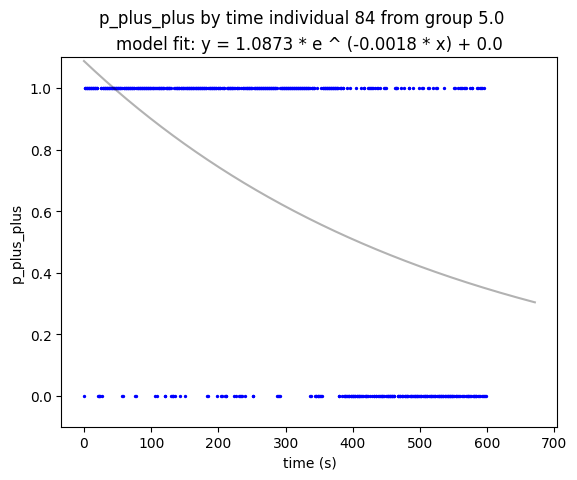 p_plus_plus by time individual 84 from group 5.0
model fit: y = 1.0873 * e ^ (-0.0018 * x) + 0.0
1.0
0.8
0.6
0.4
0.2
0.0
p_plus_plus
0 100 200 300 400 500 600 700
time (s)